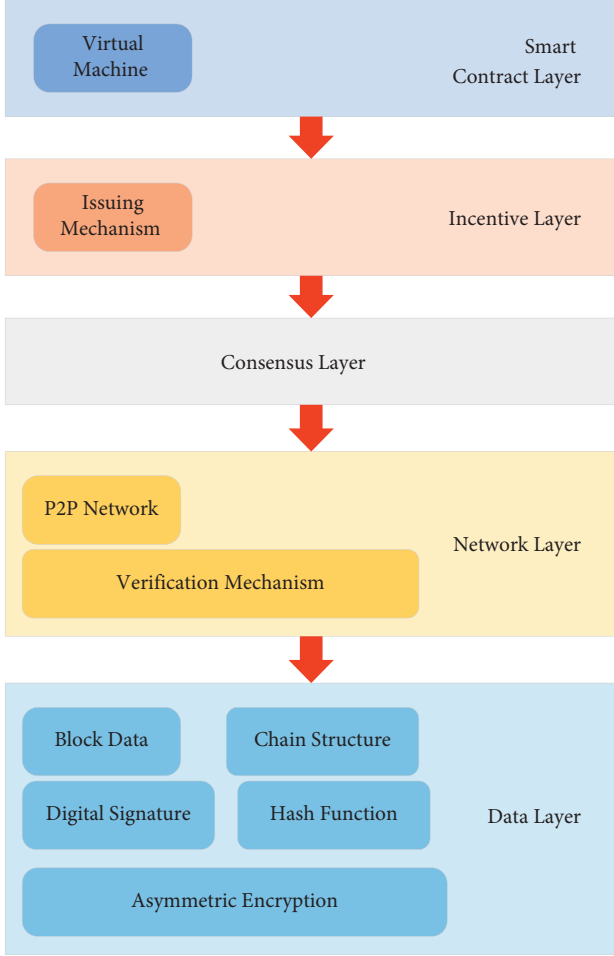 Virtual
Machine
Smart
Contract Layer
Issuing
Mechanism
Incentive Layer
Consensus Layer
P2P Network
Verification Mechanism
Network Layer
Block Data
Chain Structure
Digital Signature
Hash Function
Data Layer
Asymmetric Encryption